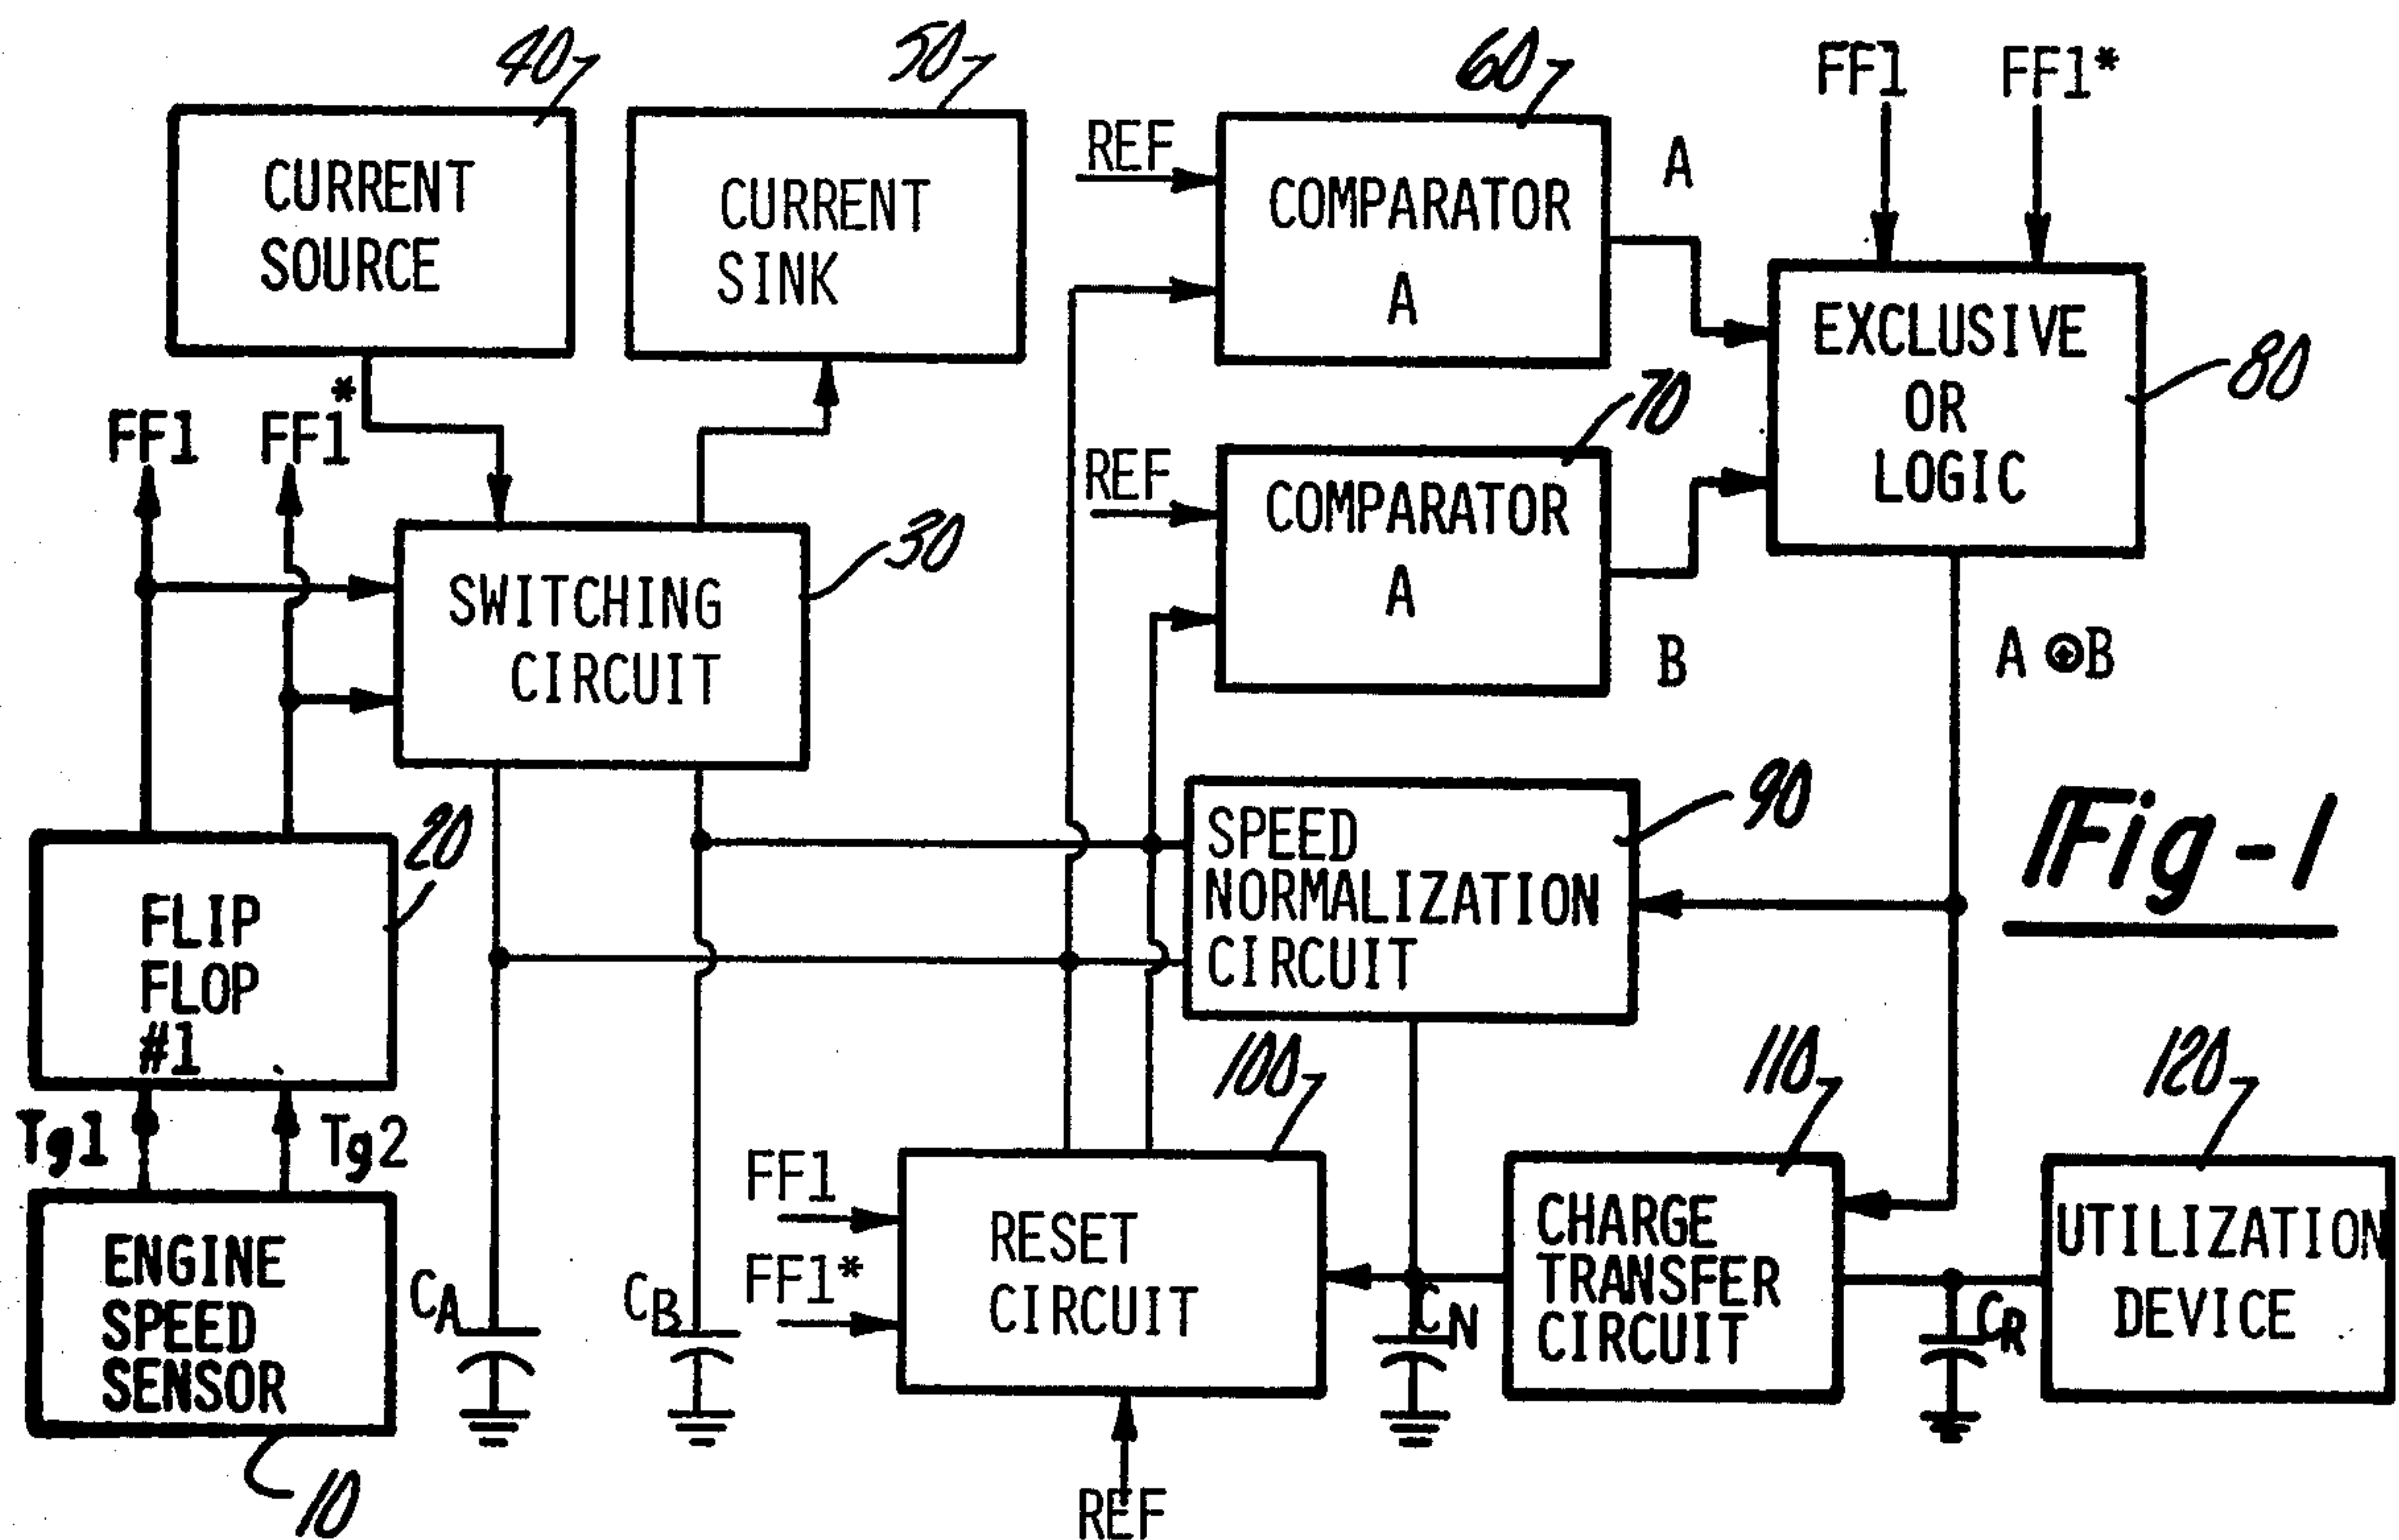 40
50
60
FF1
FF1*
CURRENT
SOURCE
CURRENT
SINK
REF
COMPARATOR
A
A
EXCLUSIVE
OR
LOGIC
80
FF1
FF1*
REF
COMPARATOR
A
70
B
A ⊕B
SWITCHING
CIRCUIT
30
FLIP
FLOP
#1
20
SPEED
NORMALIZATION
CIRCUIT
90
Fig-1
Tg1
Tg2
ENGINE
SPEED
SENSOR
10
CA
CB
FF1
FF1*
RESET
CIRCUIT
100
REF
CN
CHARGE
TRANSFER
CIRCUIT
110
CR
UTILIZATION
DEVICE
120